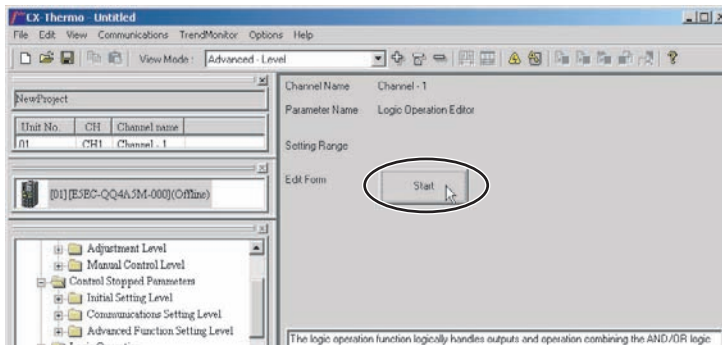 CX-Thermo - Untitled
File Edit View Communications TrendMonitor Options Help
View Mode : Advanced - Level
NewProject
Unit No. CH Channel name
01 CH1 Channel - 1
[01] [E5EC-QQ4A5M-000](Offline)
Adjustment Level
Manual Control Level
Control Stopped Parameters
Initial Setting Level
Communications Setting Level
Advanced Function Setting Level
Channel Name Channel - 1
Parameter Name Logic Operation Editor
Setting Range
Edit Form Start
The logic operation function logically handles outputs and operation combining the AND/OR logic